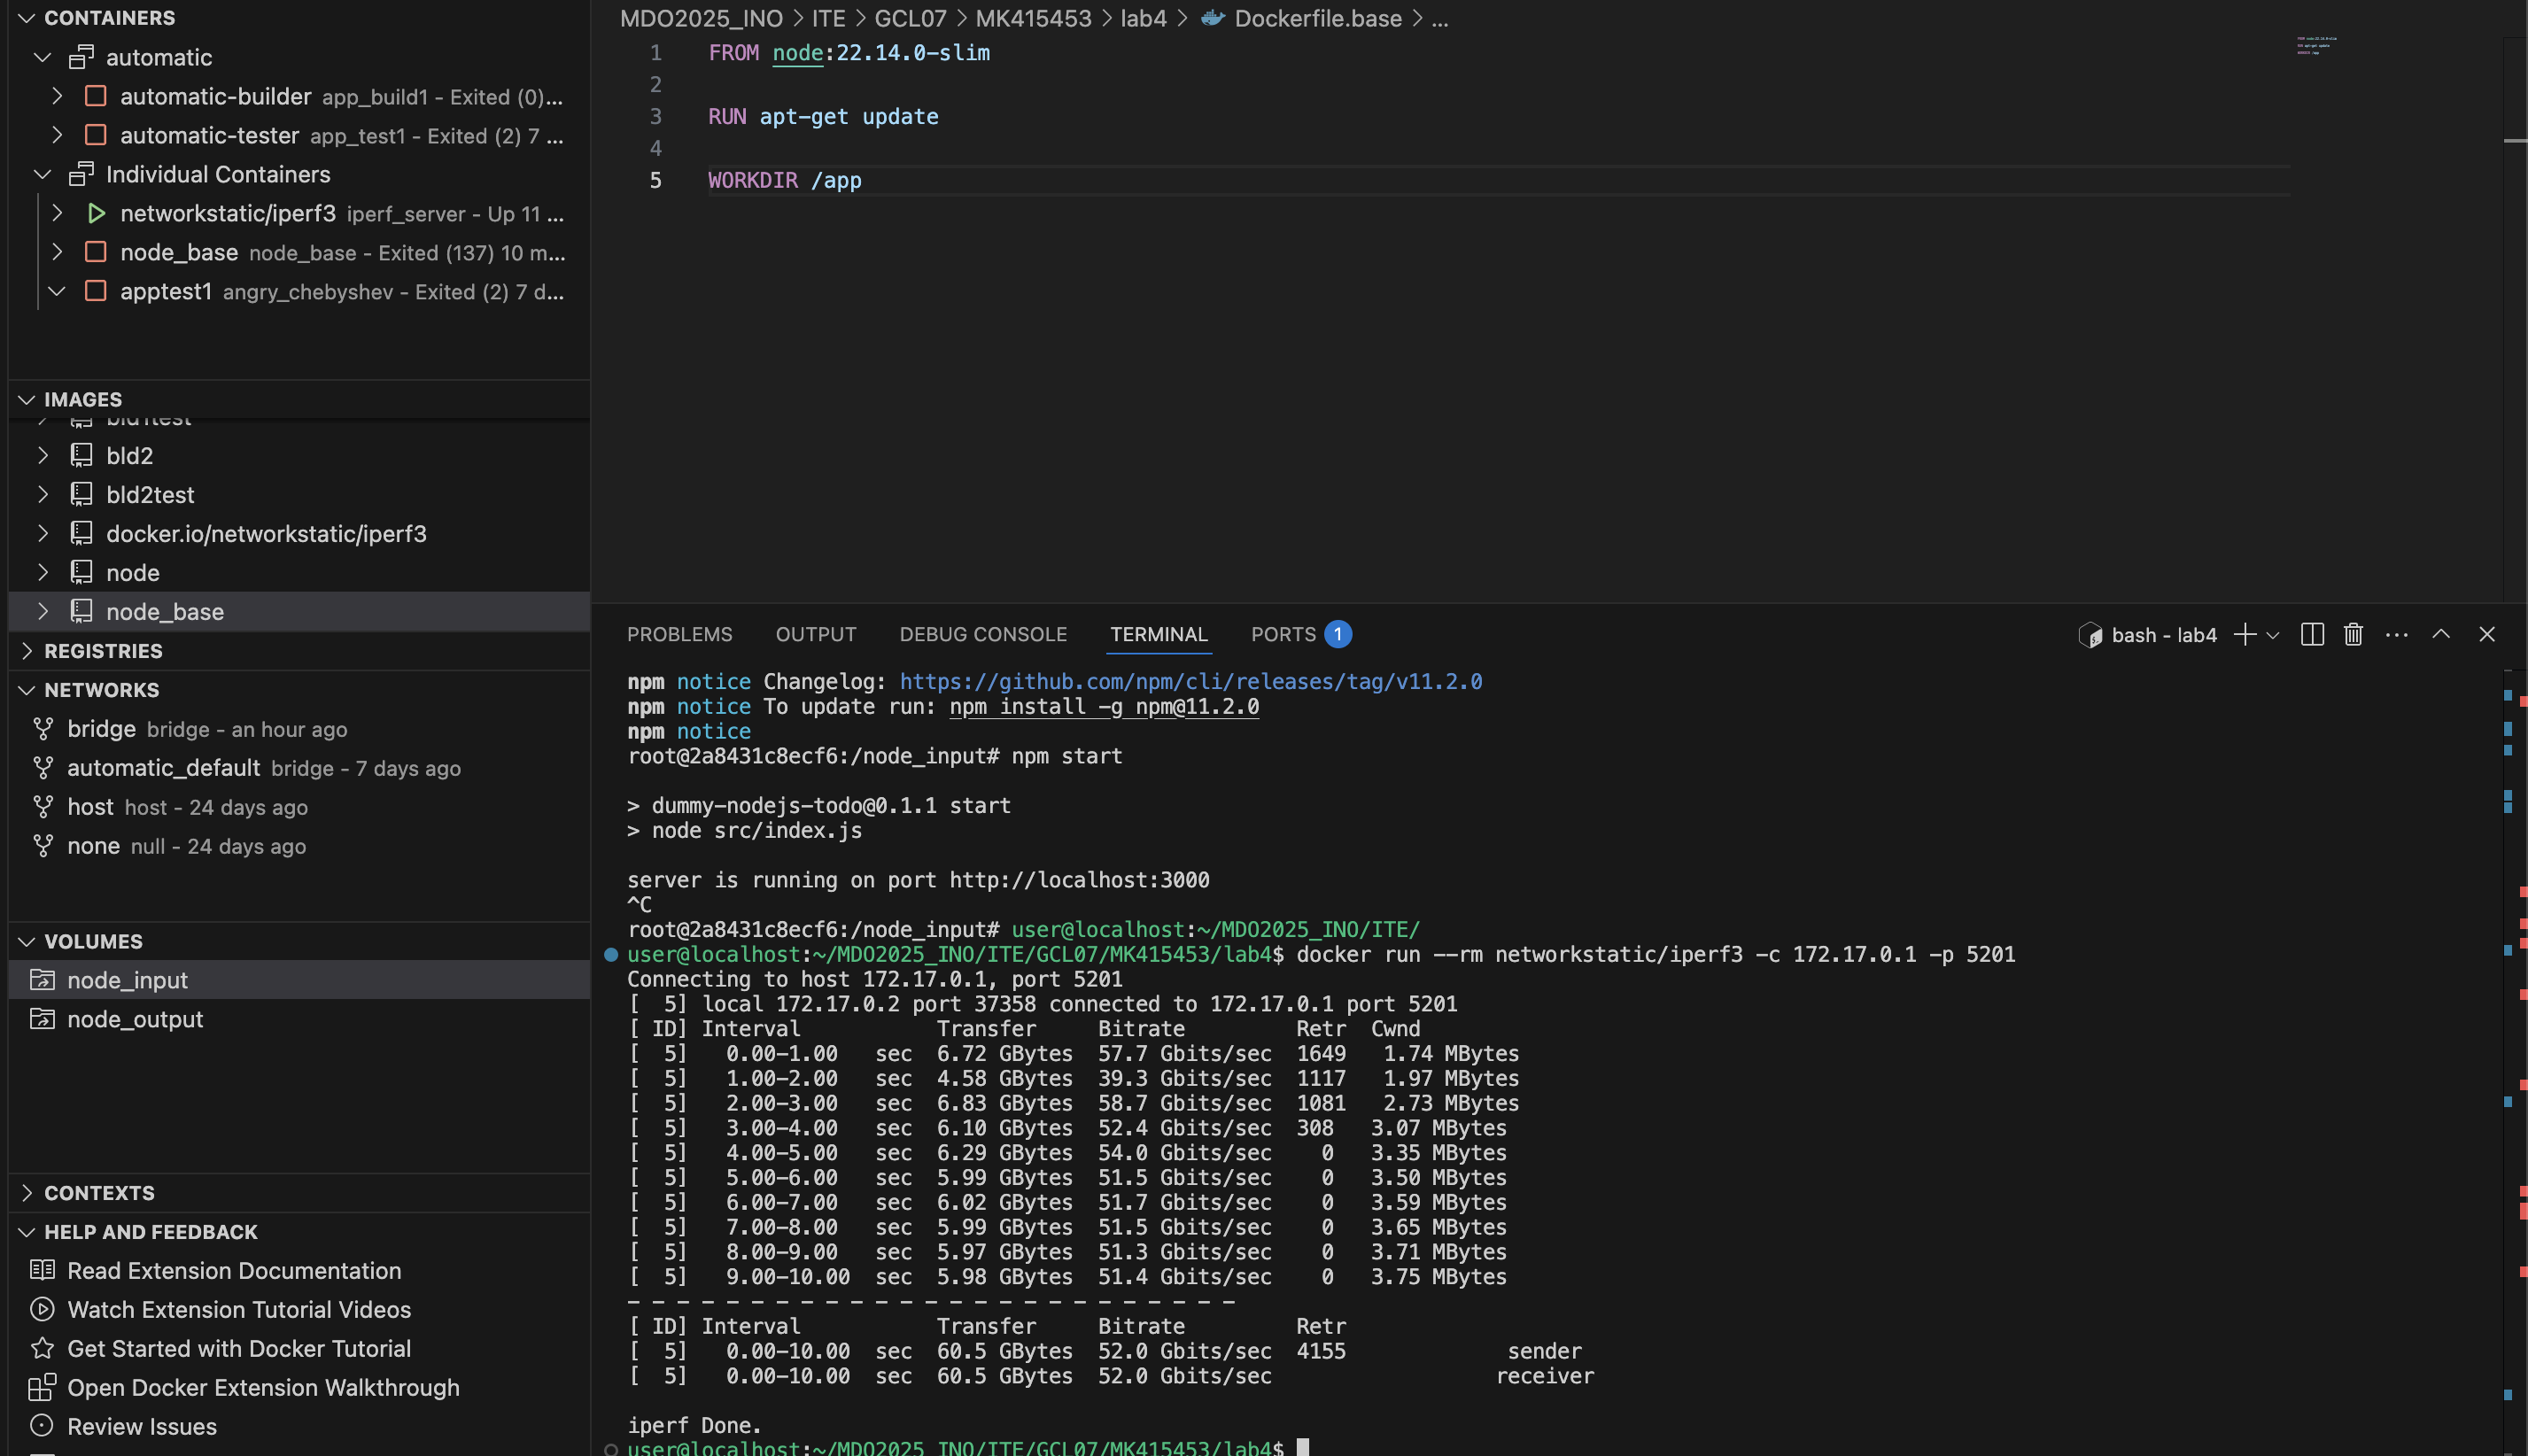 CONTAINERS
automatic
automatic-builder app_build1 - Exited (0)...
automatic-tester app_test1 - Exited (2) 7 ...
Individual Containers
networkstatic/iperf3 iperf_server - Up 11 ...
node_base node_base - Exited (137) 10 m...
apptest1 angry_chebyshev - Exited (2) 7 d...
IMAGES
bld1test
bld2
bld2test
docker.io/networkstatic/iperf3
node
node_base
REGISTRIES
NETWORKS
bridge bridge - an hour ago
automatic_default bridge - 7 days ago
host host - 24 days ago
none null - 24 days ago
VOLUMES
node_input
node_output
CONTEXTS
HELP AND FEEDBACK
Read Extension Documentation
Watch Extension Tutorial Videos
Get Started with Docker Tutorial
Open Docker Extension Walkthrough
Review Issues
MDO2025_INO > ITE > GCL07 > MK415453 > lab4 > Dockerfile.base > ...
1 FROM node:22.14.0-slim
2
3 RUN apt-get update
4
5 WORKDIR /app
PROBLEMS OUTPUT DEBUG CONSOLE TERMINAL PORTS 1 bash - lab4
npm notice Changelog: https://github.com/npm/cli/releases/tag/v11.2.0
npm notice To update run: npm install -g npm@11.2.0
npm notice
root@2a8431c8ecf6:/node_input# npm start
> dummy-nodejs-todo@0.1.1 start
> node src/index.js
server is running on port http://localhost:3000
^C
root@2a8431c8ecf6:/node_input# user@localhost:~/MDO2025_INO/ITE/
user@localhost:~/MDO2025_INO/ITE/GCL07/MK415453/lab4$ docker run --rm networkstatic/iperf3 -c 172.17.0.1 -p 5201
Connecting to host 172.17.0.1, port 5201
[  5] local 172.17.0.2 port 37358 connected to 172.17.0.1 port 5201
[ ID] Interval           Transfer     Bitrate         Retr  Cwnd
[  5]   0.00-1.00   sec  6.72 GBytes  57.7 Gbits/sec  1649   1.74 MBytes
[  5]   1.00-2.00   sec  4.58 GBytes  39.3 Gbits/sec  1117   1.97 MBytes
[  5]   2.00-3.00   sec  6.83 GBytes  58.7 Gbits/sec  1081   2.73 MBytes
[  5]   3.00-4.00   sec  6.10 GBytes  52.4 Gbits/sec  308   3.07 MBytes
[  5]   4.00-5.00   sec  6.29 GBytes  54.0 Gbits/sec    0   3.35 MBytes
[  5]   5.00-6.00   sec  5.99 GBytes  51.5 Gbits/sec    0   3.50 MBytes
[  5]   6.00-7.00   sec  6.02 GBytes  51.7 Gbits/sec    0   3.59 MBytes
[  5]   7.00-8.00   sec  5.99 GBytes  51.5 Gbits/sec    0   3.65 MBytes
[  5]   8.00-9.00   sec  5.97 GBytes  51.3 Gbits/sec    0   3.71 MBytes
[  5]   9.00-10.00  sec  5.98 GBytes  51.4 Gbits/sec    0   3.75 MBytes
- - - - - - - - - - - - - - - - - - - - - - - - -
[ ID] Interval           Transfer     Bitrate         Retr
[  5]   0.00-10.00  sec  60.5 GBytes  52.0 Gbits/sec  4155             sender
[  5]   0.00-10.00  sec  60.5 GBytes  52.0 Gbits/sec                  receiver
iperf Done.
user@localhost:~/MDO2025_INO/ITE/GCL07/MK415453/lab4$